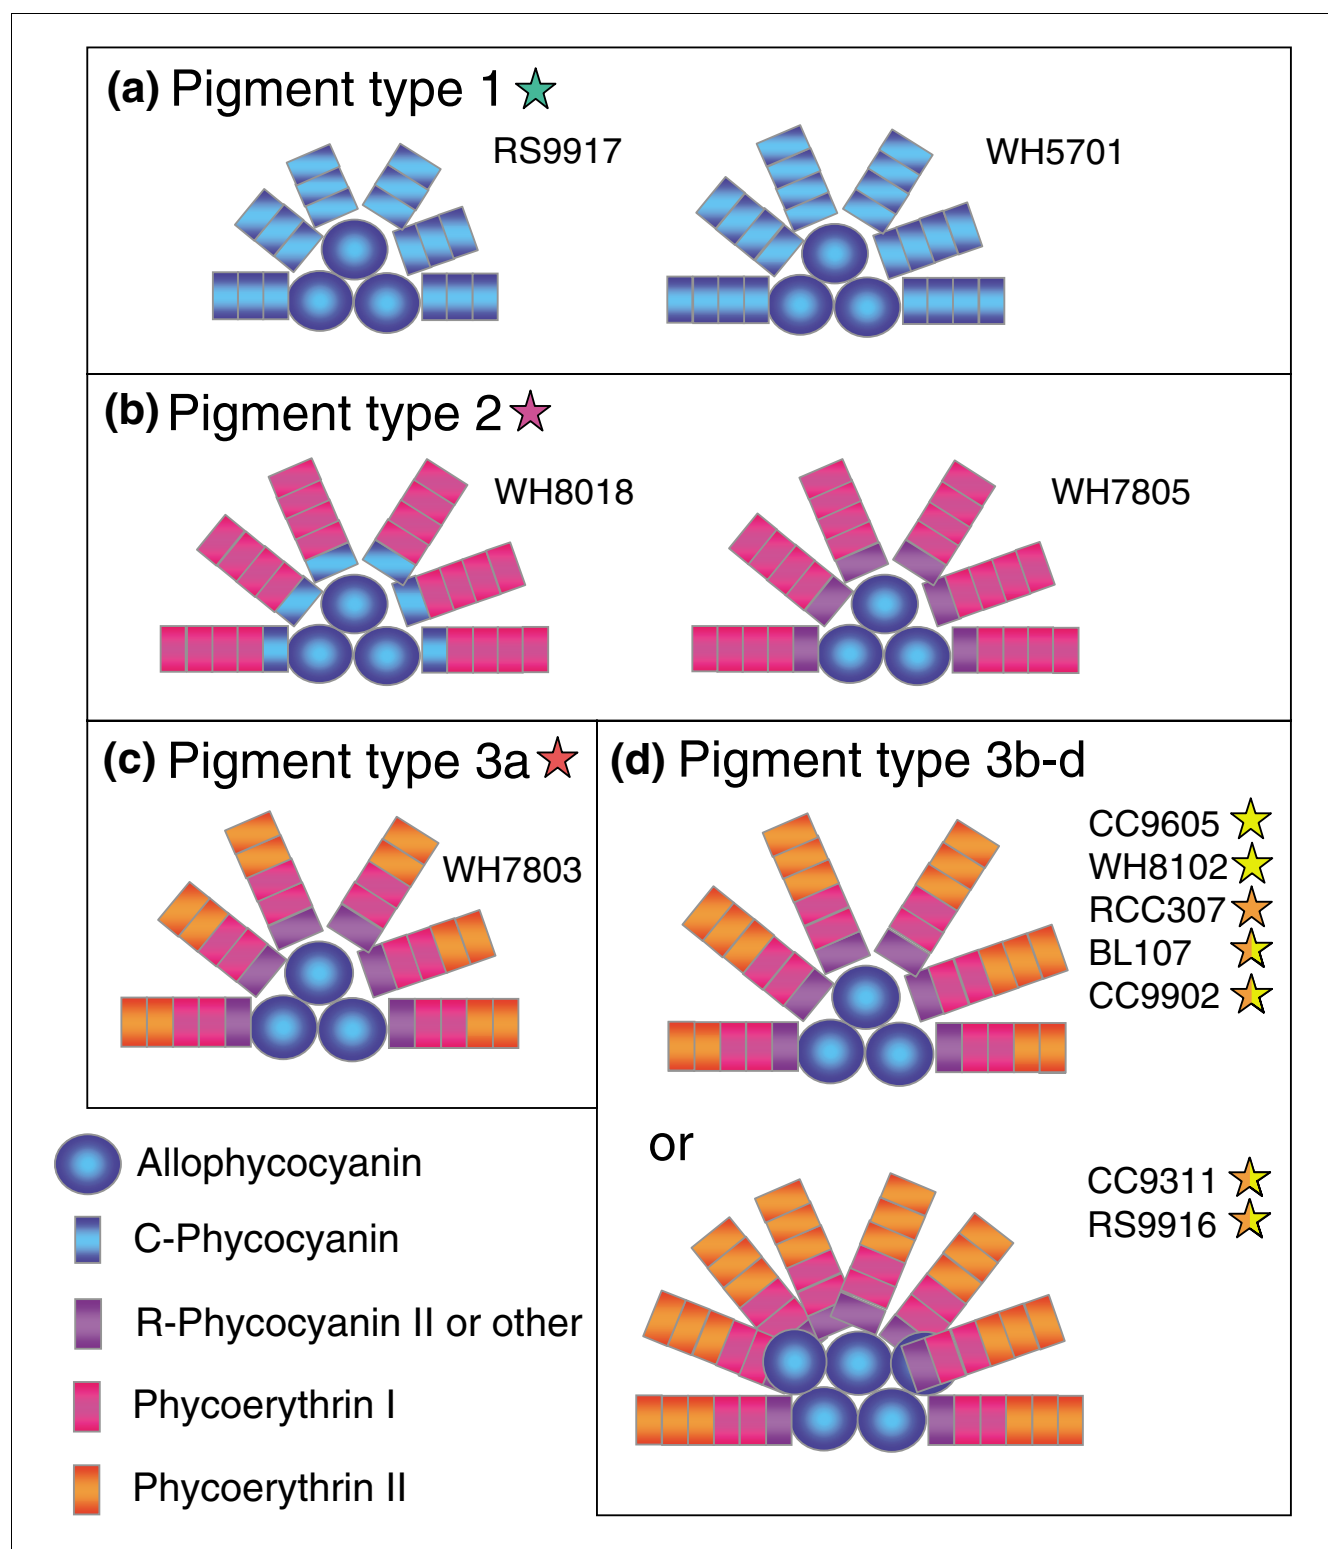 (a) Pigment type 1
RS9917
WH5701
(b) Pigment type 2
WH8018
WH7805
(c) Pigment type 3a
WH7803
(d) Pigment type 3b-d
CC9605
WH8102
RCC307
BL107
CC9902
or
CC9311
RS9916
Allophycocyanin
C-Phycocyanin
R-Phycocyanin II or other
Phycoerythrin I
Phycoerythrin II